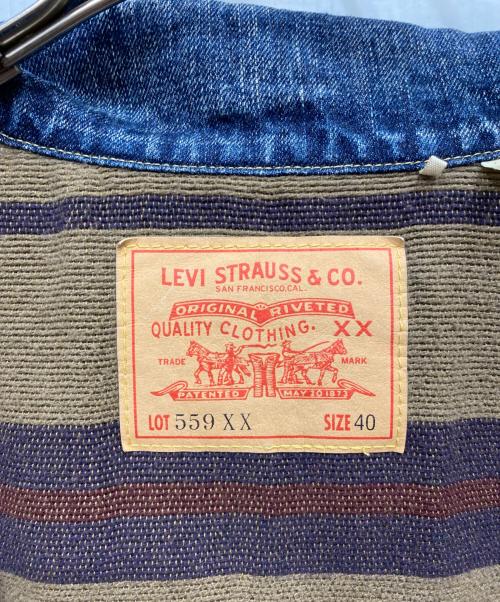 LEVI STRAUSS & CO.
SAN FRANCISCO, CAL.
ORIGINAL RIVETED
QUALITY CLOTHING. XX
TRADE MARK
PATENTED MAY 20 1873
LOT 559 XX SIZE 40